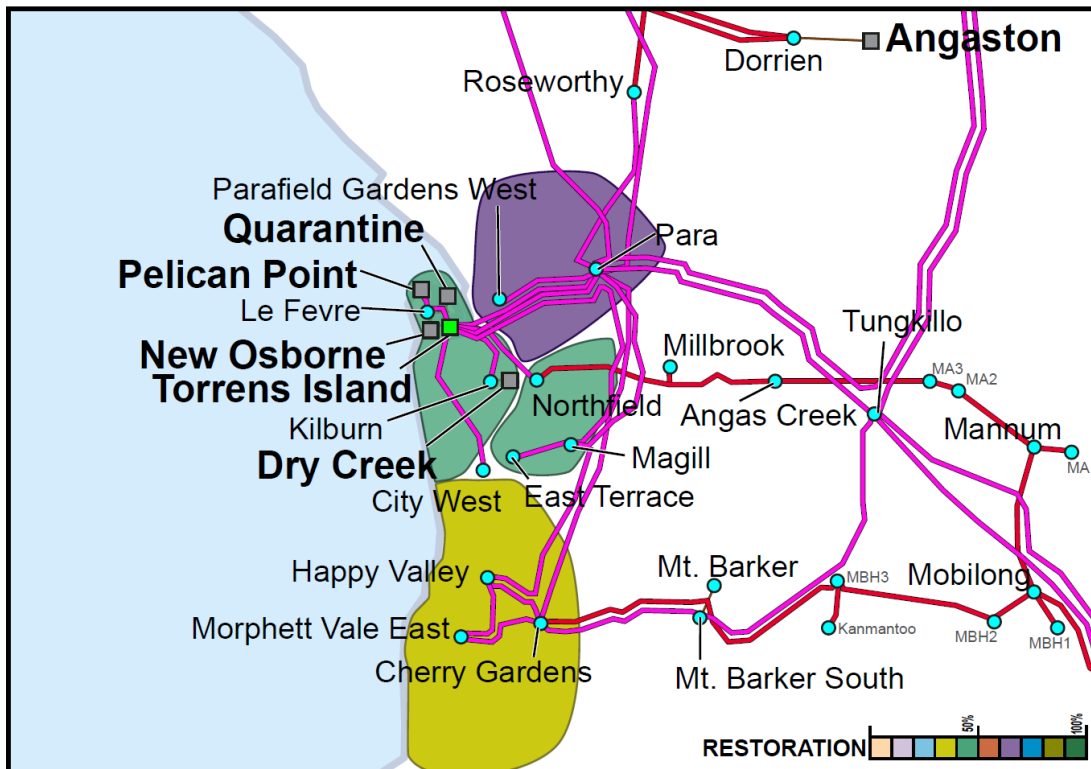 Angaston
Dorrien
Roseworthy
Parafield Gardens West
Quarantine
Para
Pelican Point
Le Fevre
Tungkillo
New Osborne
Millbrook
MA3
MA2
Torrens Island
Northfield
Angas Creek
Kilburn
Mannum
Dry Creek
Magill
MA
City West
East Terrace
Happy Valley
Mt. Barker
MBH3
Mobilong
Morphett Vale East
Kanmantoo
MBH2
MBH1
Cherry Gardens
Mt. Barker South
50%
100%
RESTORATION